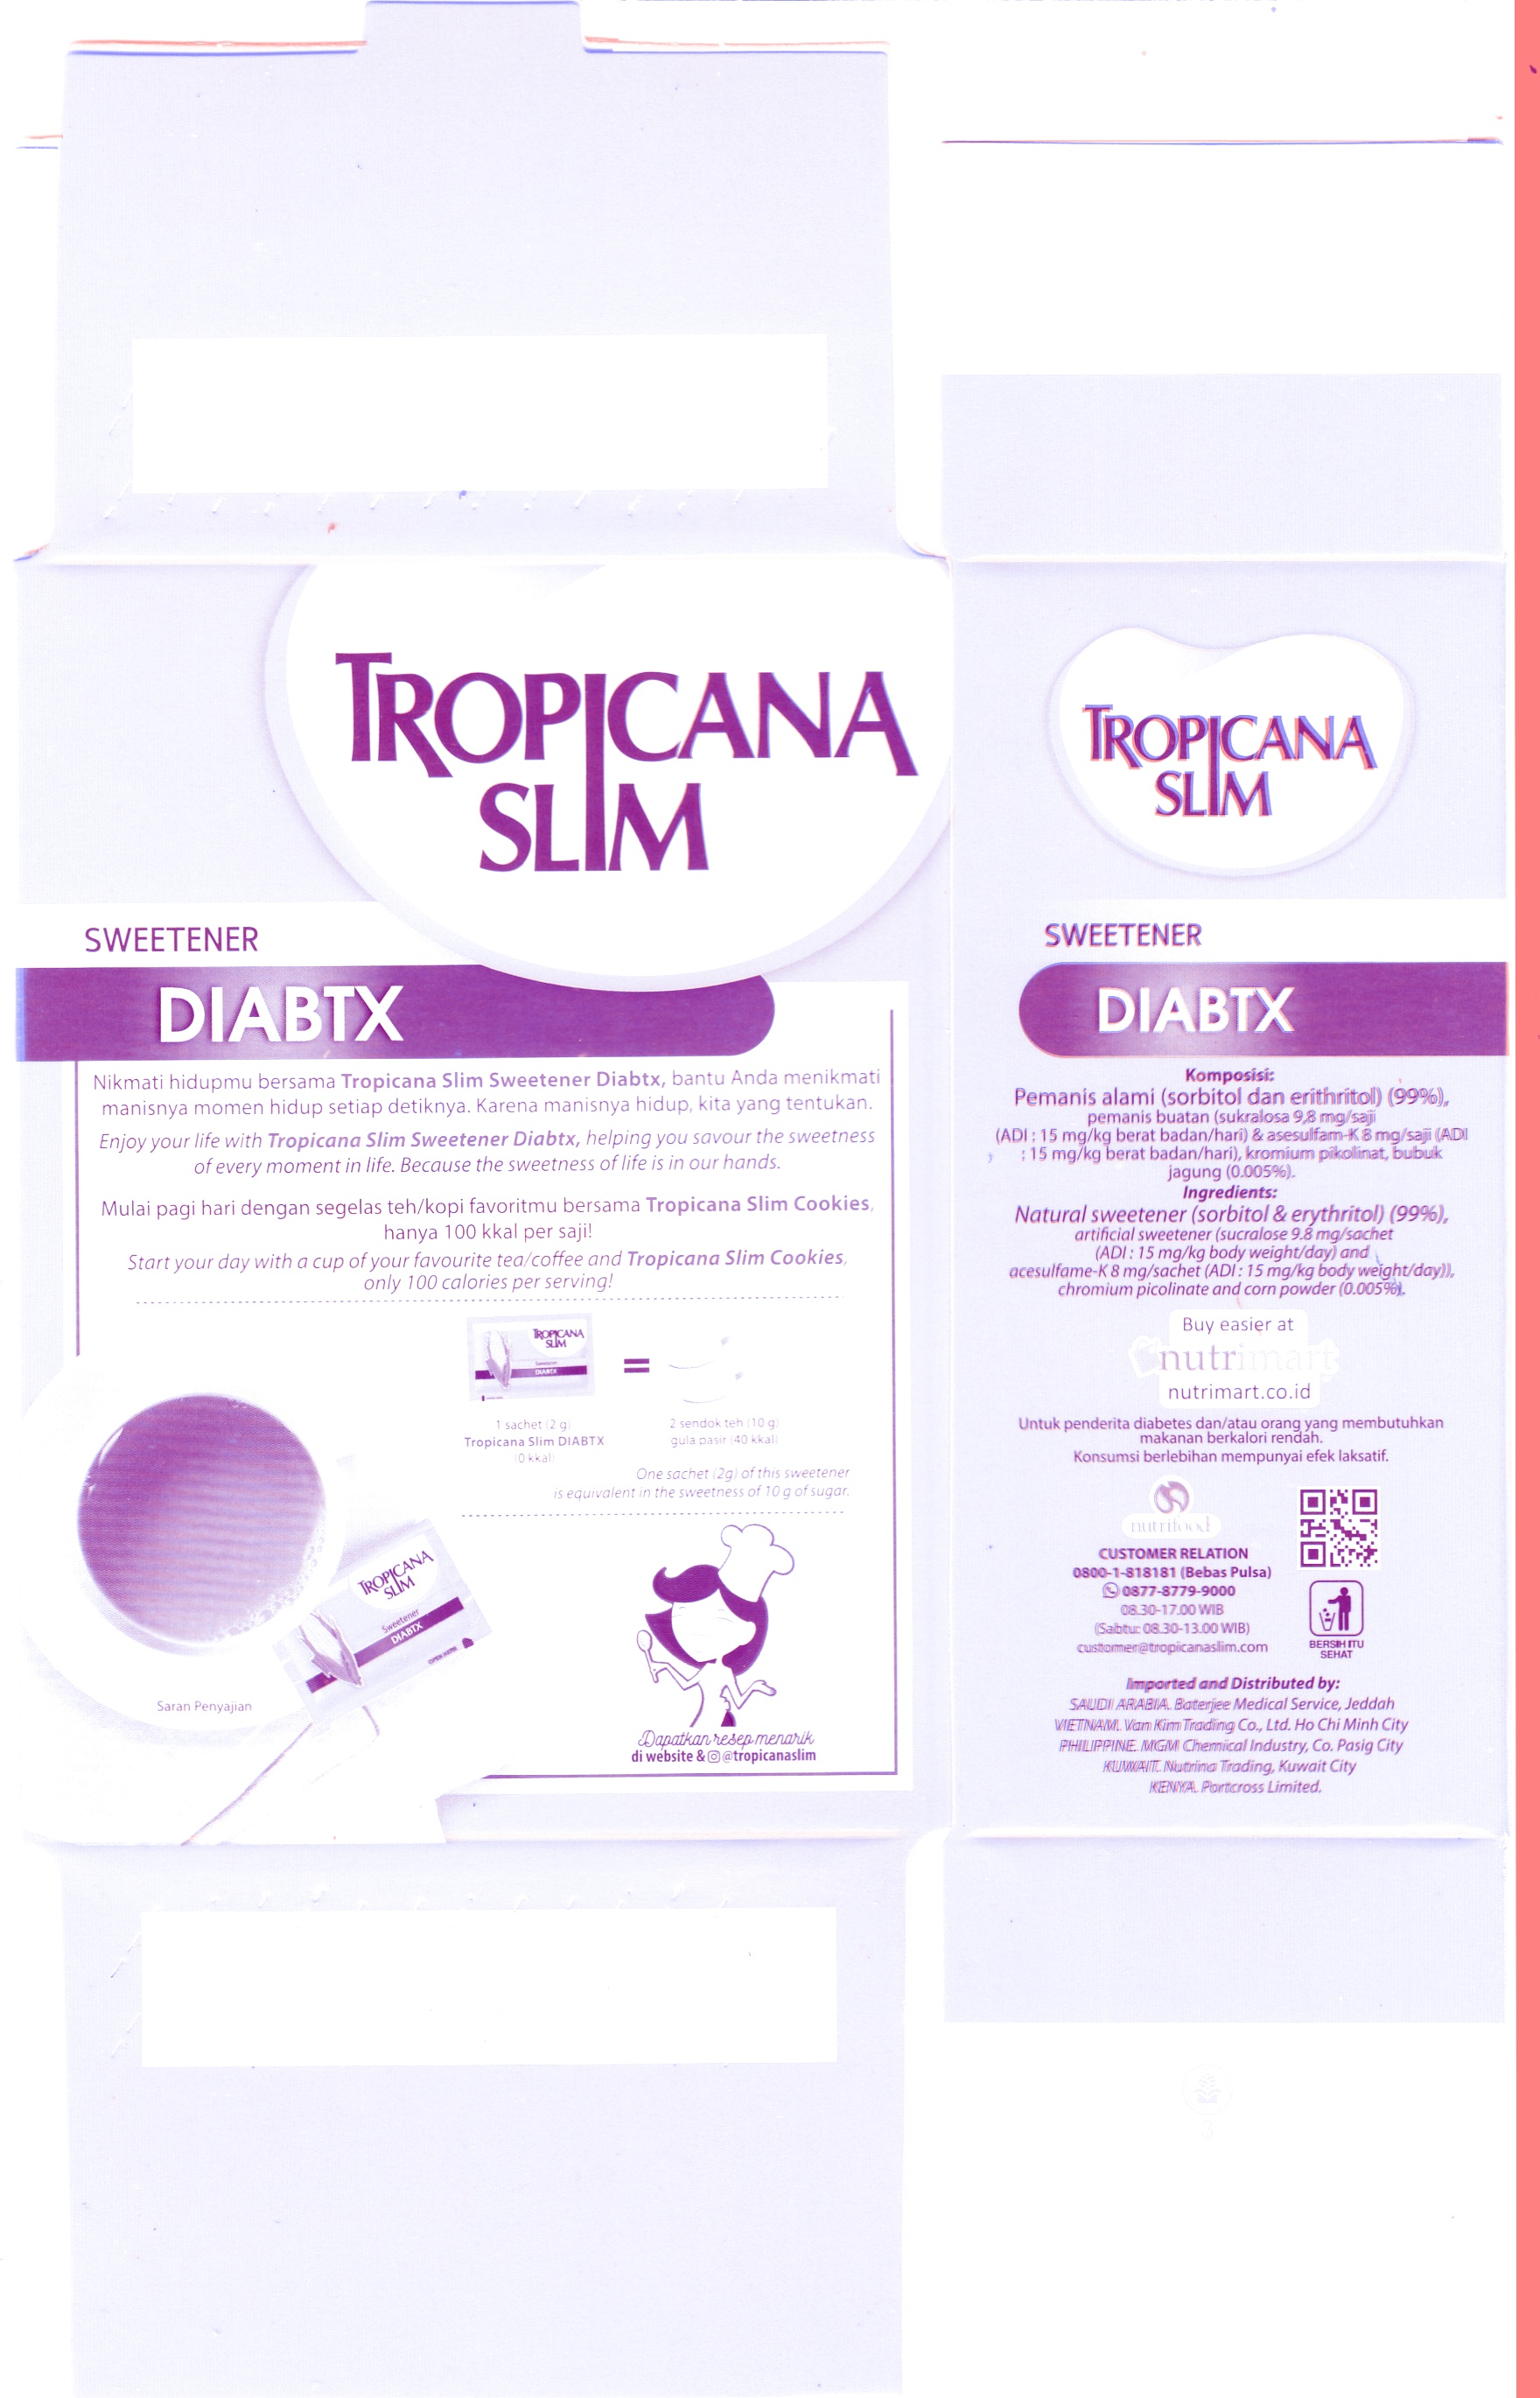 TROPICANA
SLIM
SWEETENER
DIABTX
Nikmati hidupmu bersama Tropicana Slim Sweetener Diabtx, bantu Anda menikmati
manisnya momen hidup setiap detiknya. Karena manisnya hidup, kita yang tentukan.
Enjoy your life with Tropicana Slim Sweetener Diabtx, helping you savour the sweetness
of every moment in life. Because the sweetness of life is in our hands.
Mulai pagi hari dengan segelas teh/kopi favoritmu bersama Tropicana Slim Cookies,
hanya 100 kkal per saji!
Start your day with a cup of your favourite tea/coffee and Tropicana Slim Cookies,
only 100 calories per serving!
TROPICANA
SLIM
Sweetener
DIABTX
=
1 sachet (2 g)
Tropicana Slim DIABTX
(0 kkal)
2 sendok teh (10 g)
gula pasir (40 kkal)
One sachet (2g) of this sweetener
is equivalent in the sweetness of 10 g of sugar.
TROPICANA
SLIM
Sweetener
DIABTX
Saran Penyajian
Dapatkan resep menarik
di website & @tropicanaslim
TROPICANA
SLIM
SWEETENER
DIABTX
Komposisi:
Pemanis alami (sorbitol dan erithritol) (99%),
pemanis buatan (sukralosa 9,8 mg/saji
(ADI : 15 mg/kg berat badan/hari) & asesulfam-K 8 mg/saji (ADI
: 15 mg/kg berat badan/hari), kromium pikolinat, bubuk
jagung (0.005%).
Ingredients:
Natural sweetener (sorbitol & erythritol) (99%),
artificial sweetener (sucralose 9.8 mg/sachet
(ADI : 15 mg/kg body weight/day) and
acesulfame-K 8 mg/sachet (ADI : 15 mg/kg body weight/day)),
chromium picolinate and corn powder (0.005%).
Buy easier at
nutrimart
nutrimart.co.id
Untuk penderita diabetes dan/atau orang yang membutuhkan
makanan berkalori rendah.
Konsumsi berlebihan mempunyai efek laksatif.
nutrifood
CUSTOMER RELATION
0800-1-818181 (Bebas Pulsa)
0877-8779-9000
08.30-17.00 WIB
(Sabtu: 08.30-13.00 WIB)
customer@tropicanaslim.com
BERSIH ITU
SEHAT
Imported and Distributed by:
SAUDI ARABIA. Baterjee Medical Service, Jeddah
VIETNAM. Van Kim Trading Co., Ltd. Ho Chi Minh City
PHILIPPINE. MGM Chemical Industry, Co. Pasig City
KUWAIT. Nutrina Trading, Kuwait City
KENYA. Portcross Limited.